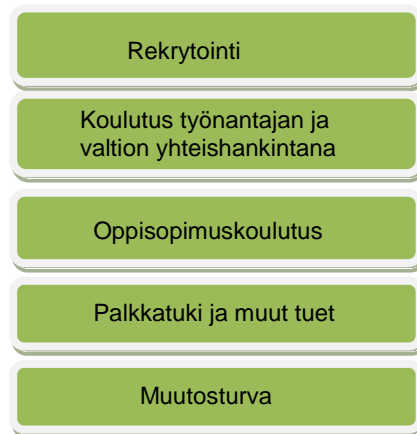 Rekrytointi
Koulutus työnantajan ja
valtion yhteishankintana
Oppisopimuskoulutus
Palkkatuki ja muut tuet
Muutosturva